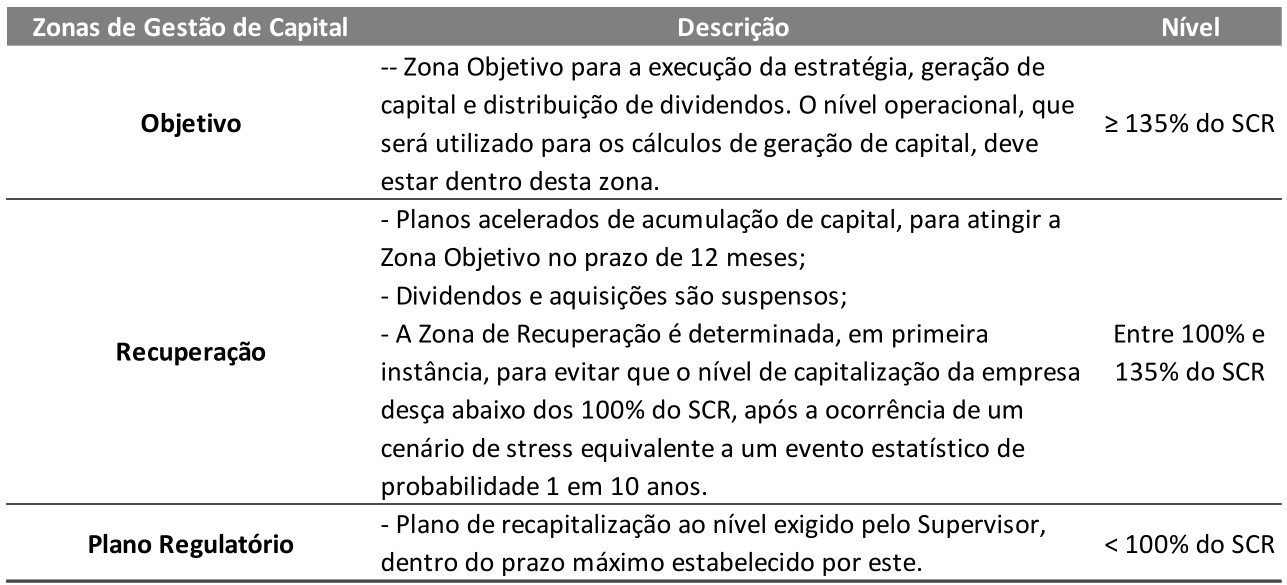 Zonas de Gestão de Capital Descrição Nível
-- Zona Objetivo para a execução da estratégia, geração de
capital e distribuição de dividendos. O nível operacional, que
será utilizado para os cálculos de geração de capital, deve
estar dentro desta zona.
Objetivo
≥ 135% do SCR
- Planos acelerados de acumulação de capital, para atingir a
Zona Objetivo no prazo de 12 meses;
- Dividendos e aquisições são suspensos;
- A Zona de Recuperação é determinada, em primeira
instância, para evitar que o nível de capitalização da empresa
desça abaixo dos 100% do SCR, após a ocorrência de um
cenário de stress equivalente a um evento estatístico de
probabilidade 1 em 10 anos.
Recuperação
Entre 100% e
135% do SCR
- Plano de recapitalização ao nível exigido pelo Supervisor,
dentro do prazo máximo estabelecido por este.
Plano Regulatório
< 100% do SCR